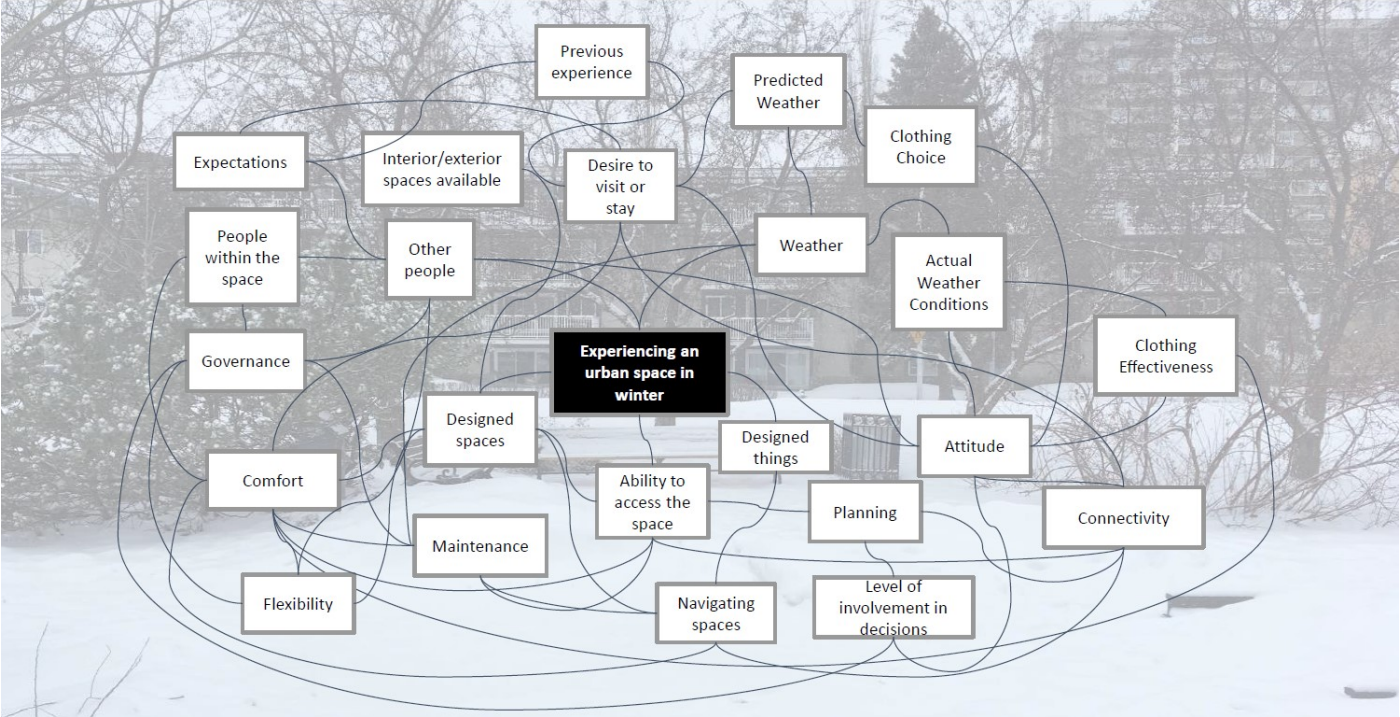 Previous
experience
Predicted
Weather
Clothing
Choice
Expectations
Interior/exterior
spaces available
Desire to
visit or
stay
People
within the
space
Other
people
Weather
Actual
Weather
Conditions
Governance
Experiencing an
urban space in
winter
Clothing
Effectiveness
Designed
spaces
Designed
things
Attitude
Comfort
Ability to
access the
space
Planning
Connectivity
Maintenance
Flexibility
Navigating
spaces
Level of
involvement in
decisions